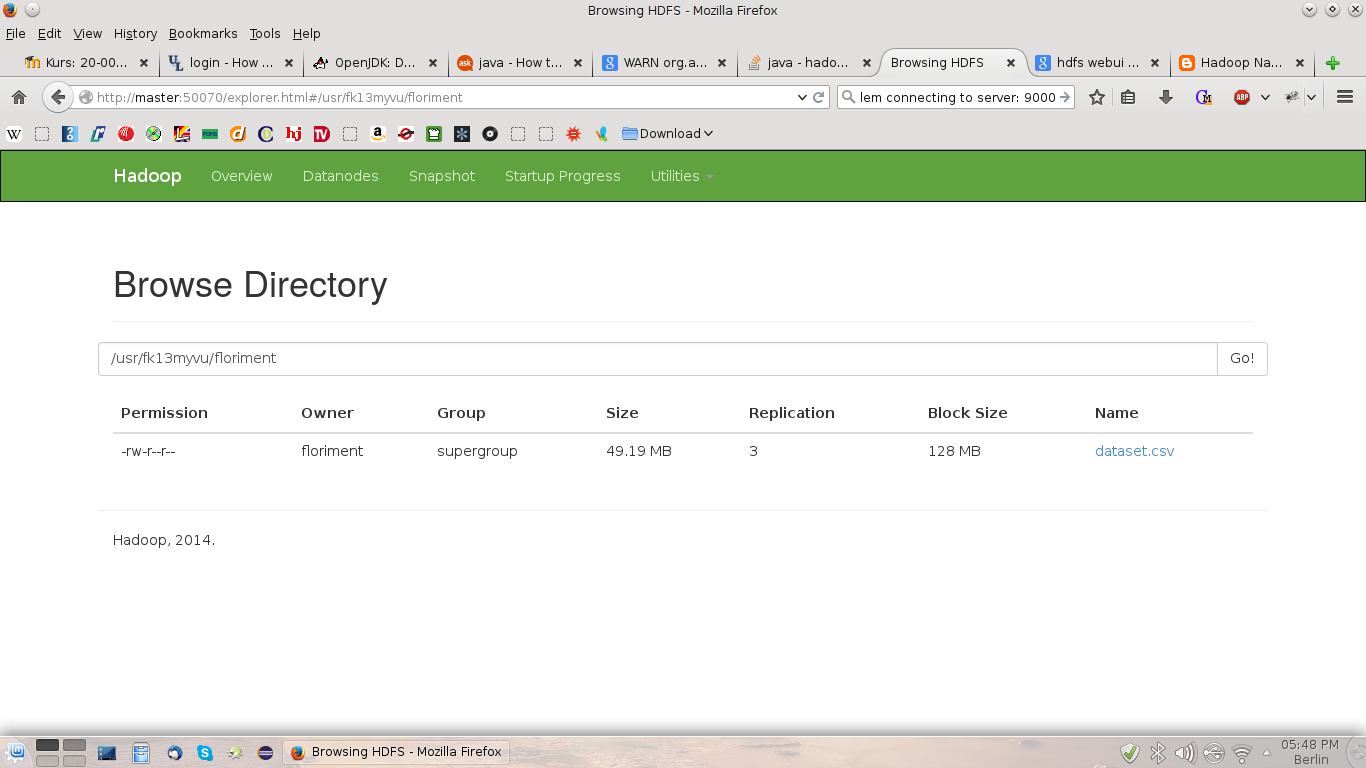 Browsing HDFS - Mozilla Firefox
File Edit View History Bookmarks Tools Help
Kurs: 20-00... login - How ... OpenJDK: D... java - How t... WARN org.a... java - hado... Browsing HDFS hdfs webui ... Hadoop Na...
http://master:50070/explorer.html#/usr/fk13myvu/floriment lem connecting to server: 9000
Download
Hadoop Overview Datanodes Snapshot Startup Progress Utilities
Browse Directory
/usr/fk13myvu/floriment Go!
Permission Owner Group Size Replication Block Size Name
-rw-r--r-- floriment supergroup 49.19 MB 3 128 MB dataset.csv
Hadoop, 2014.
Browsing HDFS - Mozilla Firefox
05:48 PM
Berlin